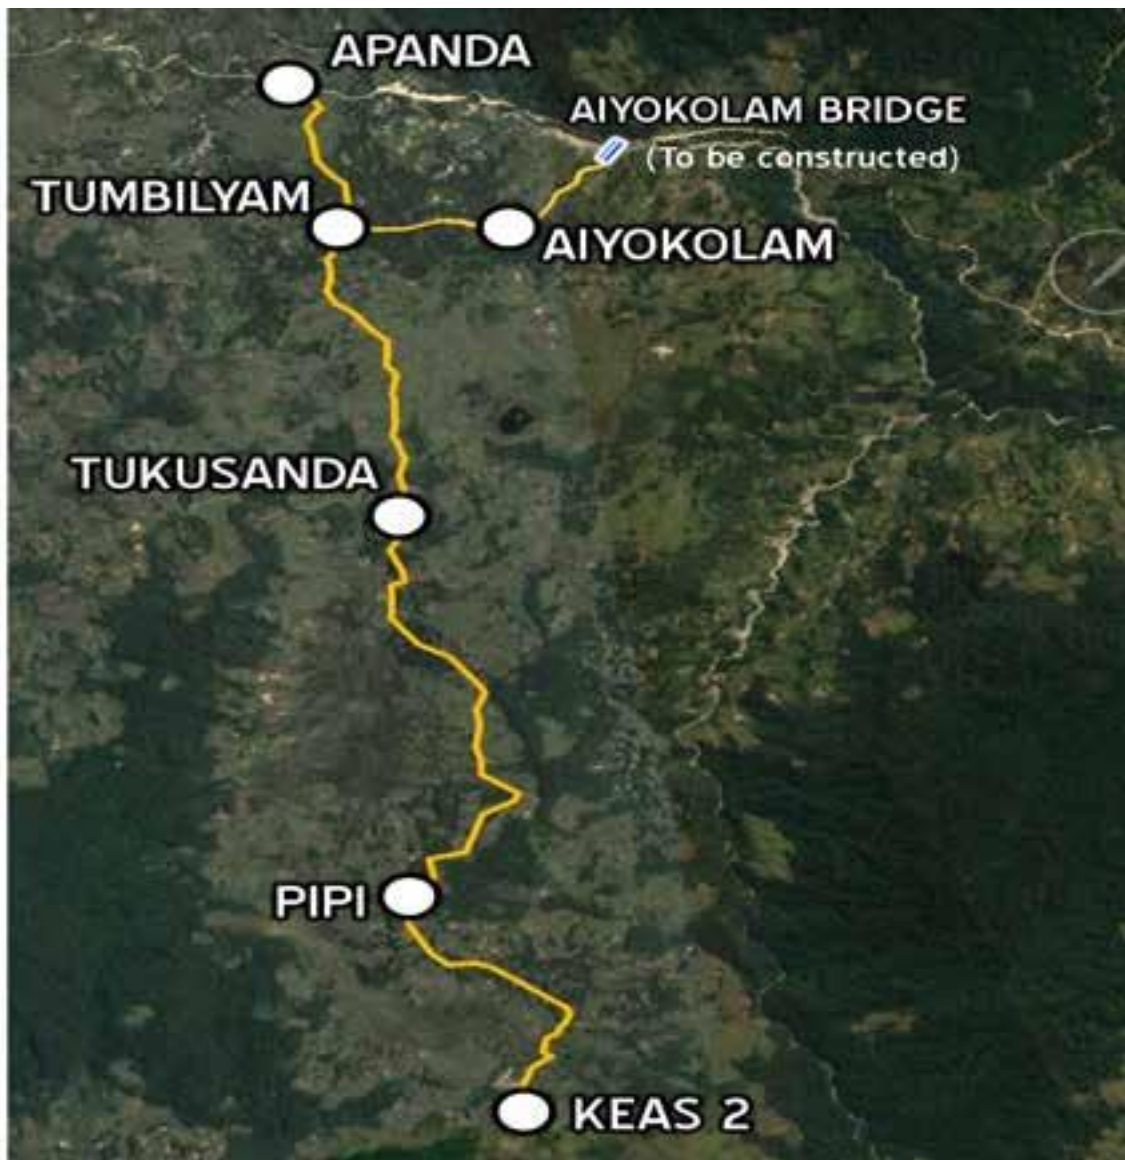 APANDA
AIYOKOLAM BRIDGE
(To be constructed)
TUMBILYAM
AIYOKOLAM
TUKUSANDA
PIPI
KEAS 2